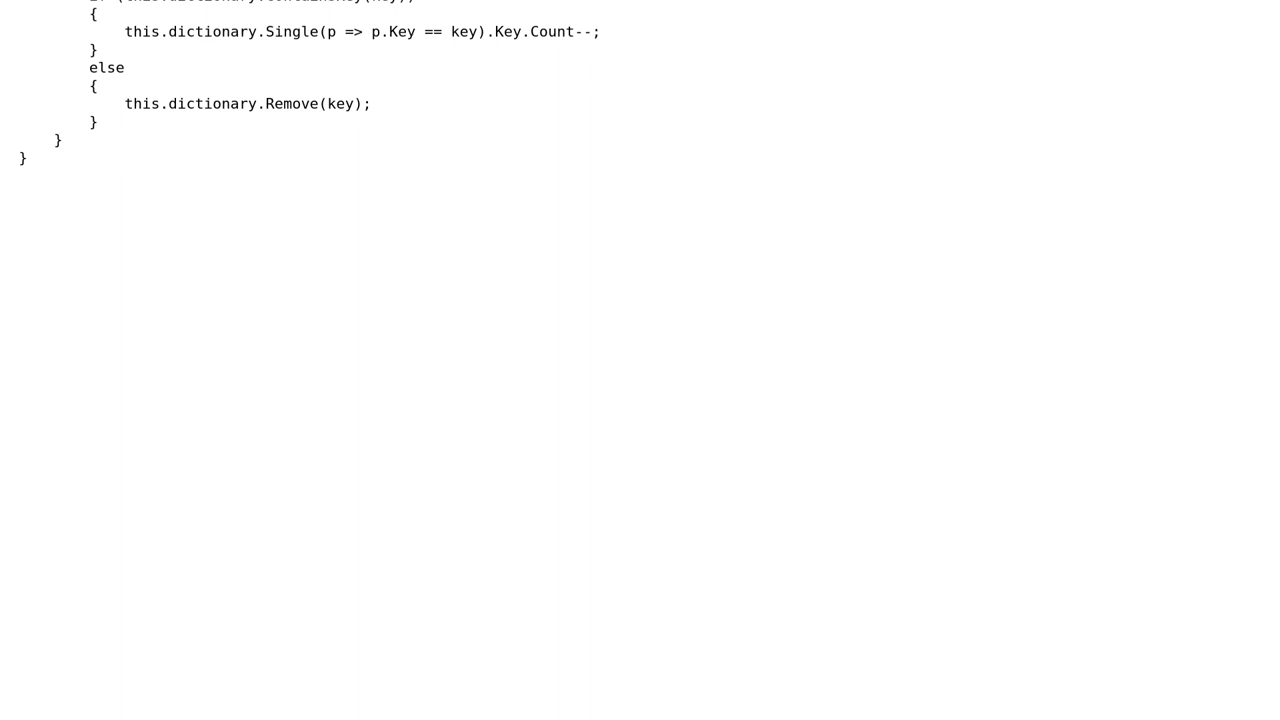 {
this.dictionary.Single(p => p.Key == key).Key.Count--;
}
else
{
this.dictionary.Remove(key);
}
}
}